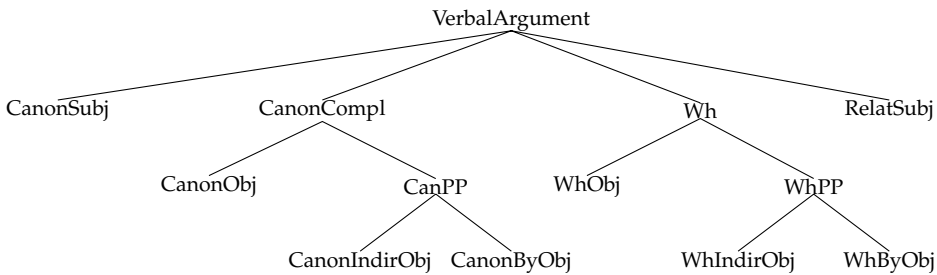 VerbalArgument
CanonSubj CanonCompl Wh RelatSubj
CanonObj CanPP WhObj WhPP
CanonIndirObj CanonByObj WhIndirObj WhByObj